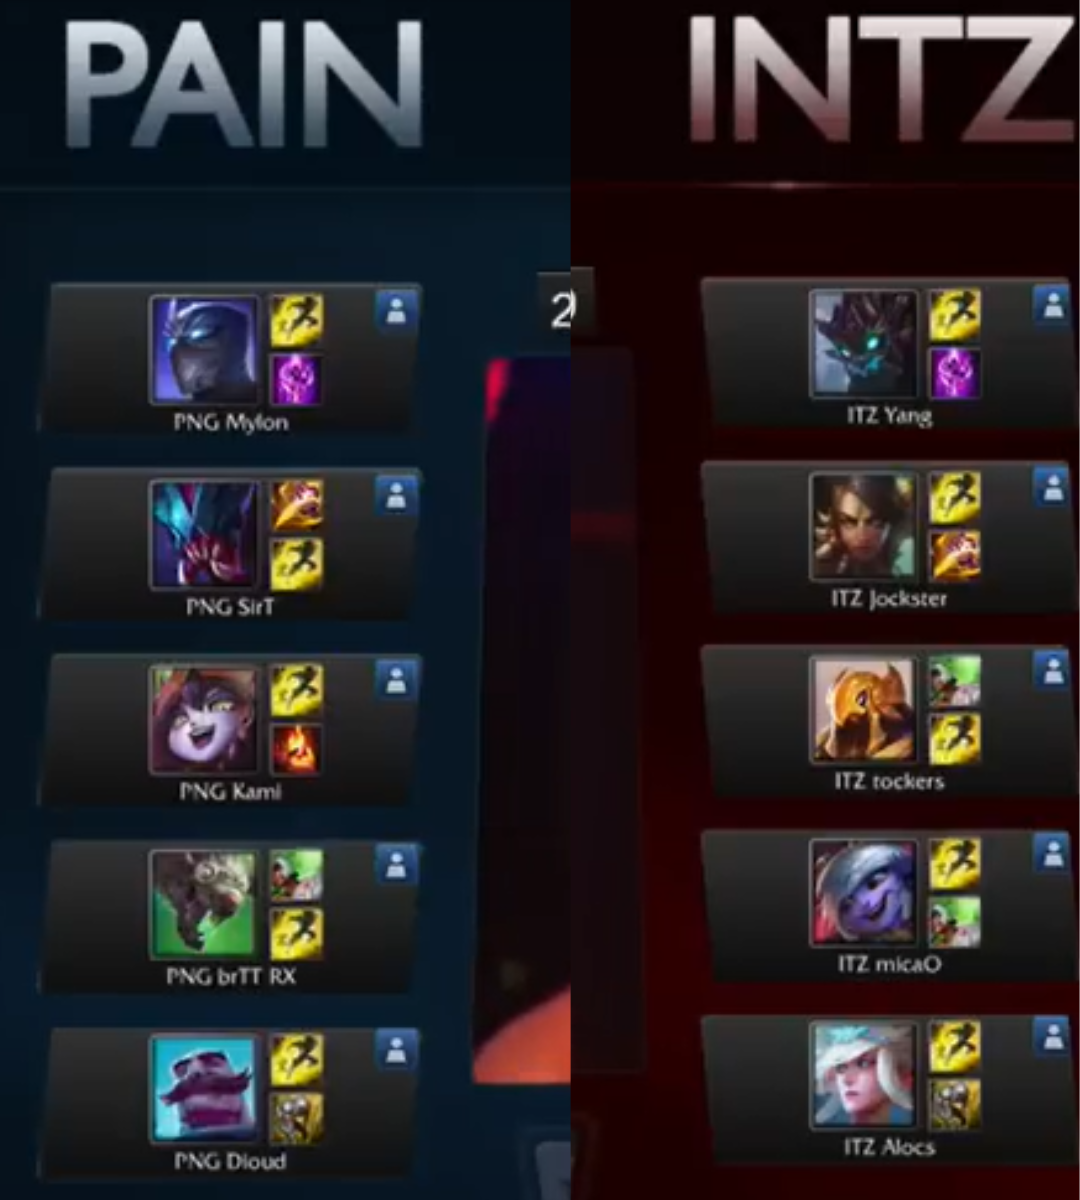 PAIN
INTZ
2
PNG Mylon
PNG SirT
PNG Kami
PNG brTT RX
PNG Dioud
ITZ Yang
ITZ Jockster
ITZ tockers
ITZ micaO
ITZ Alocs